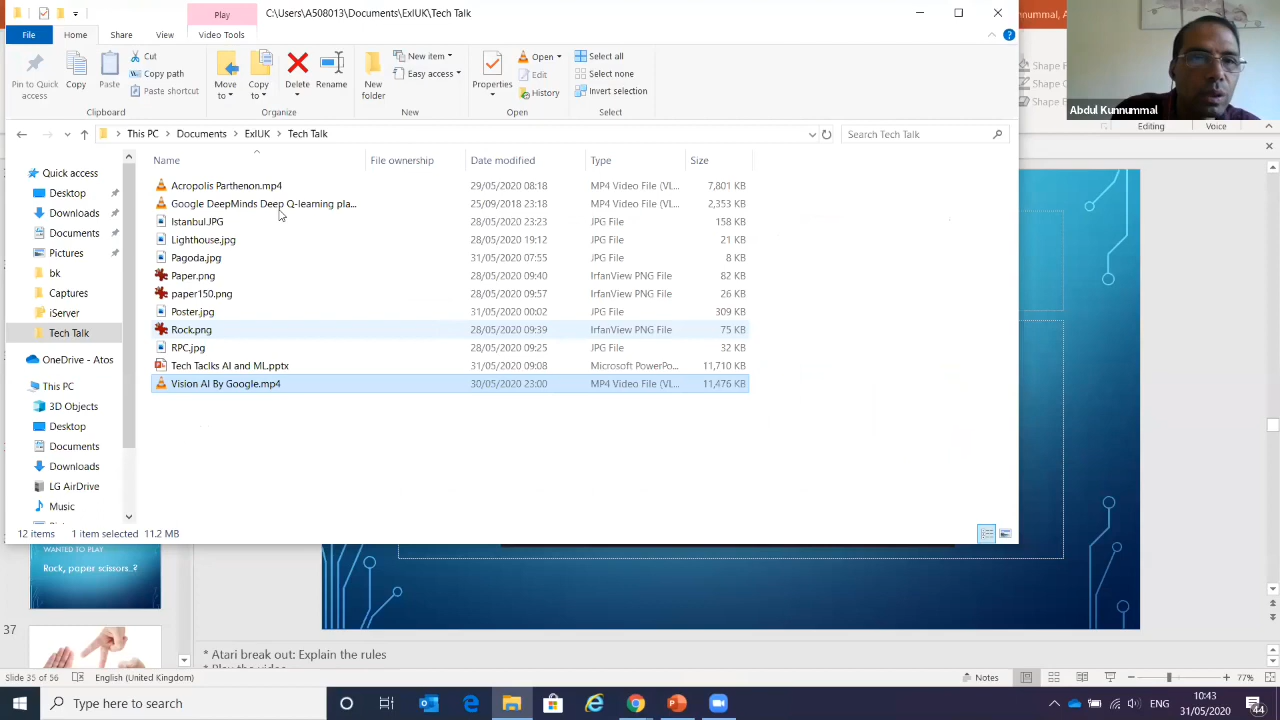 Play
C:\Users\A508013\Documents\ExlUK\Tech Talk
File
Home
Share
View
Video Tools
Pin to Quick access
Copy
Paste
Cut
Copy path
Paste shortcut
Clipboard
Move to
Copy to
Delete
Rename
Organize
New folder
New item
Easy access
New
Properties
Open
Edit
History
Open
Select all
Select none
Invert selection
Select
Abdul Kunnummal
Editing
Voice
This PC
Documents
ExlUK
Tech Talk
Search Tech Talk
Name
File ownership
Date modified
Type
Size
Acropolis Parthenon.mp4 29/05/2020 08:18 MP4 Video File (VL... 7,801 KB
Google DeepMinds Deep Q-learning pla... 25/09/2018 23:18 MP4 Video File (VL... 2,353 KB
Istanbul.JPG 28/05/2020 23:23 JPG File 158 KB
Lighthouse.jpg 28/05/2020 19:12 JPG File 21 KB
Pagoda.jpg 31/05/2020 07:55 JPG File 8 KB
Paper.png 28/05/2020 09:40 IrfanView PNG File 82 KB
paper150.png 28/05/2020 09:57 IrfanView PNG File 26 KB
Poster.jpg 31/05/2020 00:02 JPG File 309 KB
Rock.png 28/05/2020 09:39 IrfanView PNG File 75 KB
RPC.jpg 28/05/2020 09:25 JPG File 32 KB
Tech Taclks AI and ML.pptx 31/05/2020 09:08 Microsoft PowerPo... 11,710 KB
Vision AI By Google.mp4 30/05/2020 23:00 MP4 Video File (VL... 11,476 KB
Quick access
Desktop
Downloads
Documents
Pictures
bk
Captures
iServer
Tech Talk
OneDrive - Atos
This PC
3D Objects
Desktop
Documents
Downloads
LG AirDrive
Music
12 items
1 item selected 11.2 MB
WANTED TO PLAY
Rock, paper scissors..?
37
* Atari break out: Explain the rules
Slide 35 of 56
English (United Kingdom)
Notes
77%
Type here to search
ENG
10:43
31/05/2020
44